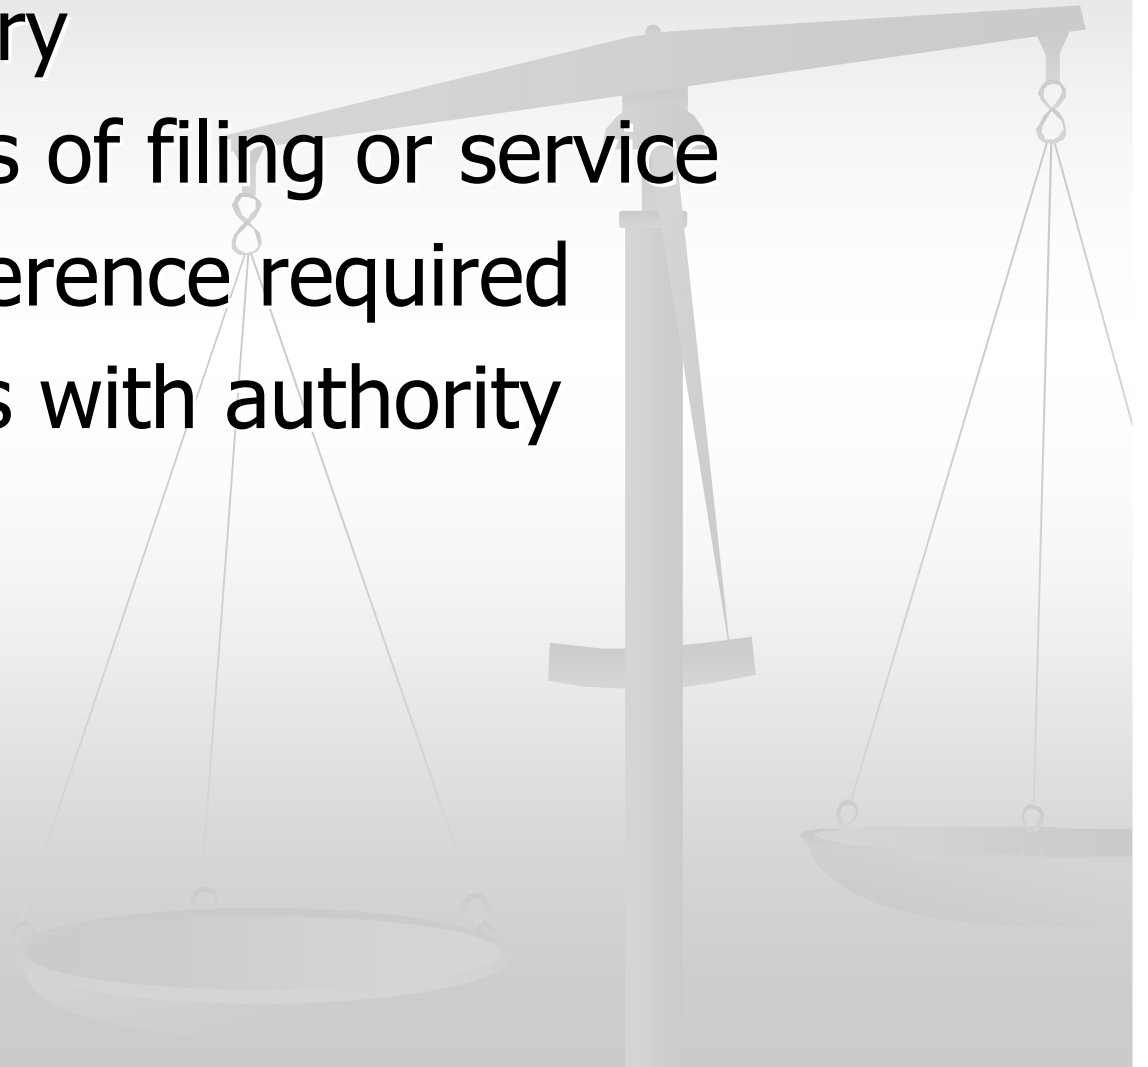 ry
s of filing or service
erence required
s with authority